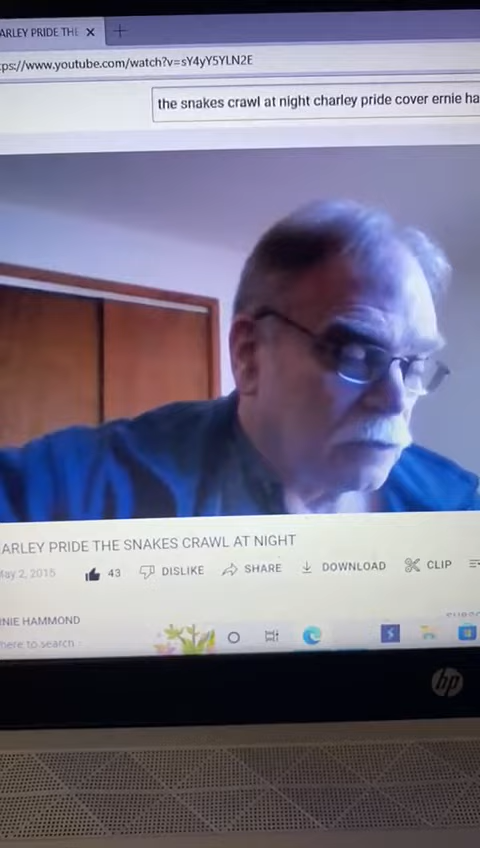 ARLEY PRIDE THE
ps://www.youtube.com/watch?v=sY4yY5YLN2E
the snakes crawl at night charley pride cover ernie ha
ARLEY PRIDE THE SNAKES CRAWL AT NIGHT
May 2, 2015 43 DISLIKE SHARE DOWNLOAD CLIP
NIE HAMMOND
here to search
hp